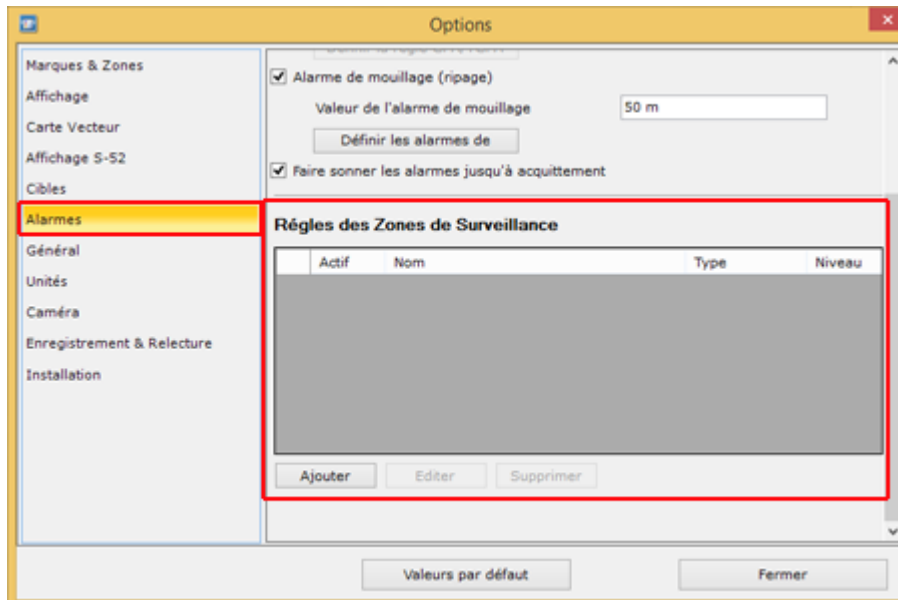 Options
Marques & Zones
Affichage
Carte Vecteur
Affichage S-52
Cibles
Alarmes
Général
Unités
Caméra
Enregistrement & Relecture
Installation
Alarme de mouillage (ripage)
Valeur de l'alarme de mouillage
50 m
Définir les alarmes de
Faire sonner les alarmes jusqu'à acquittement
Régles des Zones de Surveillance
Actif Nom Type Niveau
Ajouter Editer Supprimer
Valeurs par défaut Fermer